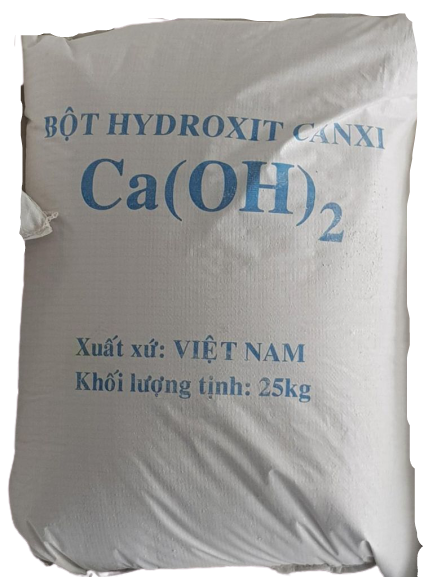 BỘT HYDROXIT CANXI
Ca(OH)₂
Xuất xứ: VIỆT NAM
Khối lượng tịnh: 25kg